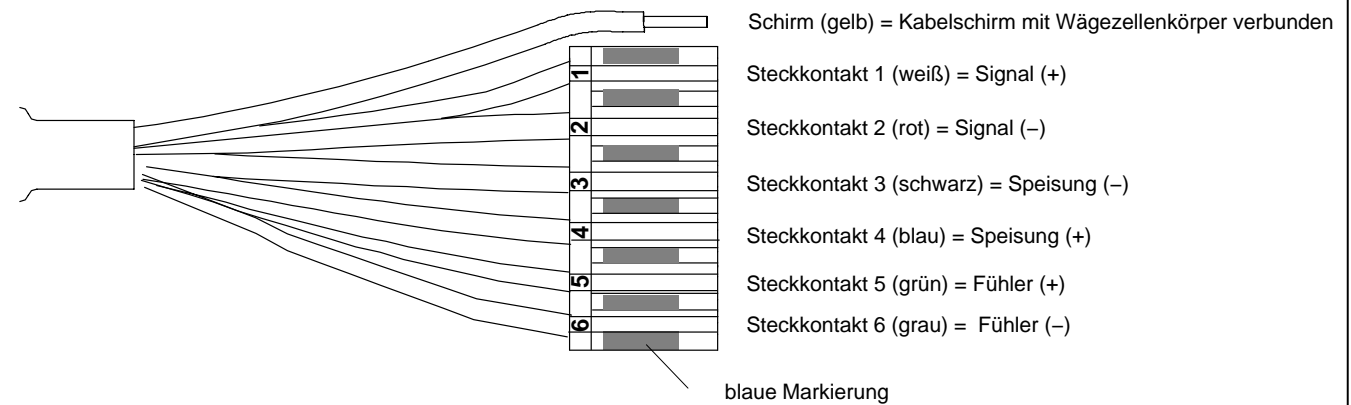 Schirm (gelb) = Kabelschirm mit Wägezellenkörper verbunden
1 Steckkontakt 1 (weiß) = Signal (+)
2 Steckkontakt 2 (rot) = Signal (−)
3 Steckkontakt 3 (schwarz) = Speisung (−)
4 Steckkontakt 4 (blau) = Speisung (+)
5 Steckkontakt 5 (grün) = Fühler (+)
6 Steckkontakt 6 (grau) = Fühler (−)
blaue Markierung